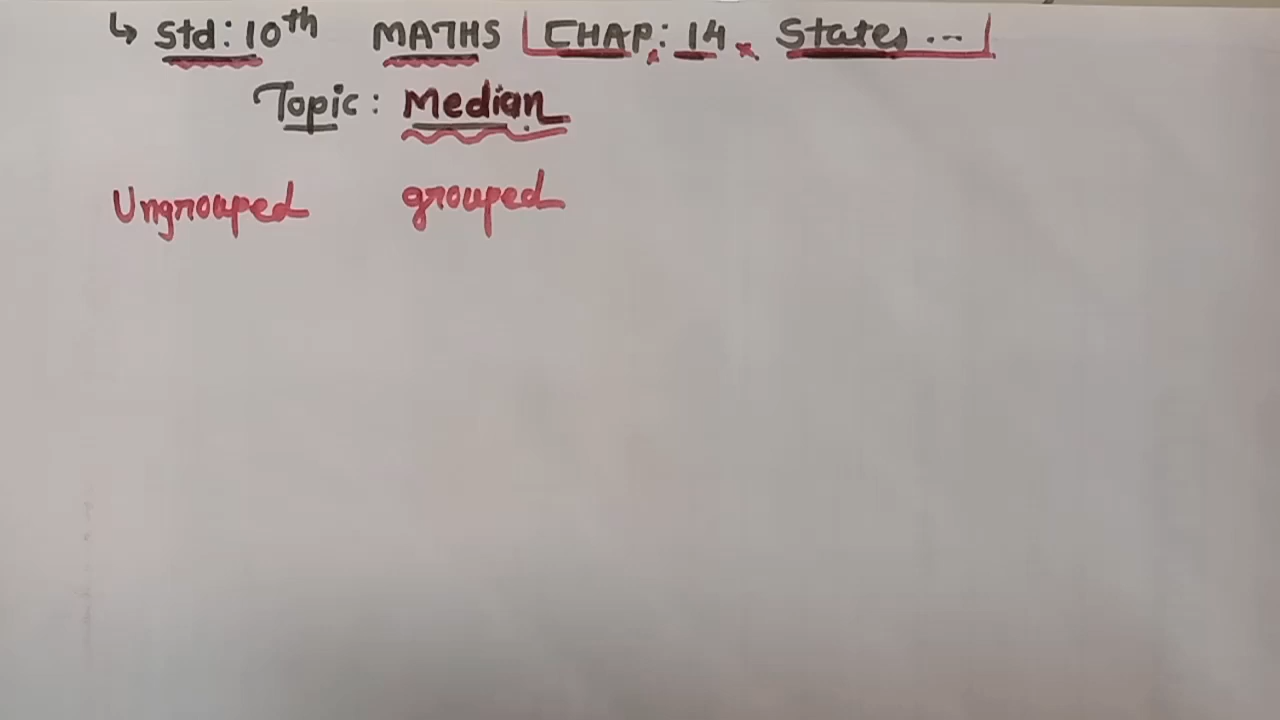 ↳ Std: 10th MATHS CHAP: 14 States ...
Topic: Median
Ungrouped grouped